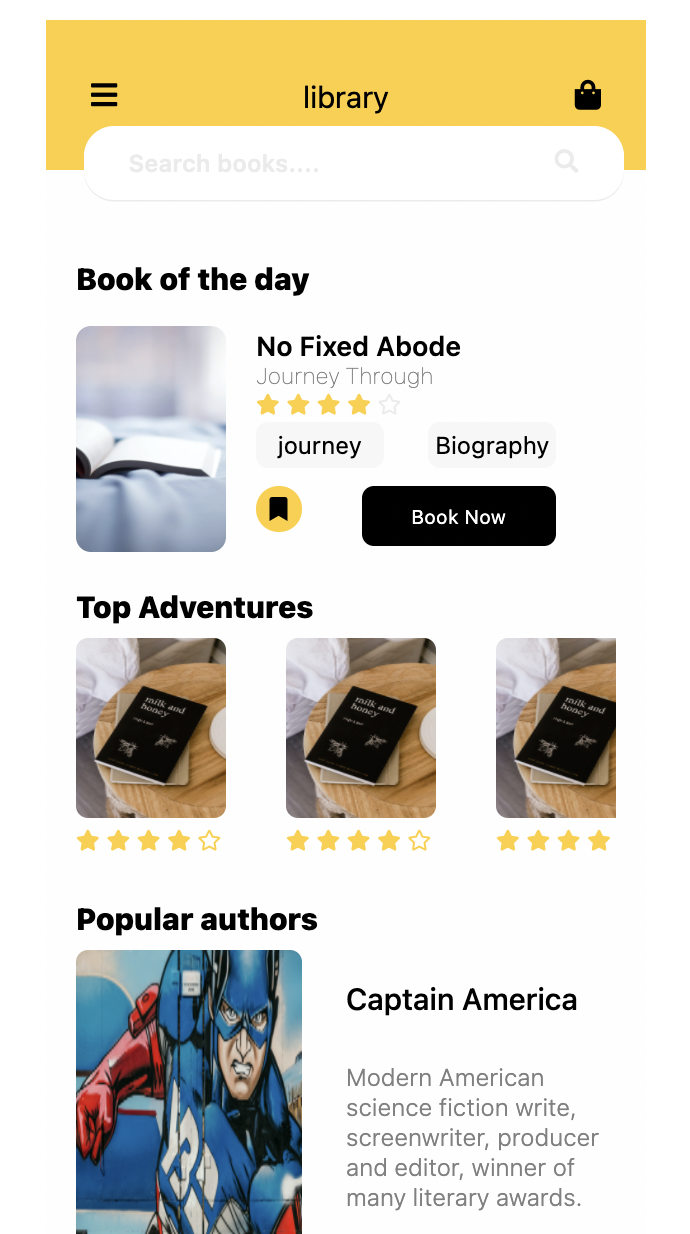 library
Search books....
Book of the day
No Fixed Abode
Journey Through
journey
Biography
Book Now
Top Adventures
milk and
honey
milk and
honey
milk and
honey
Popular authors
Captain America
Modern American
science fiction write,
screenwriter, producer
and editor, winner of
many literary awards.